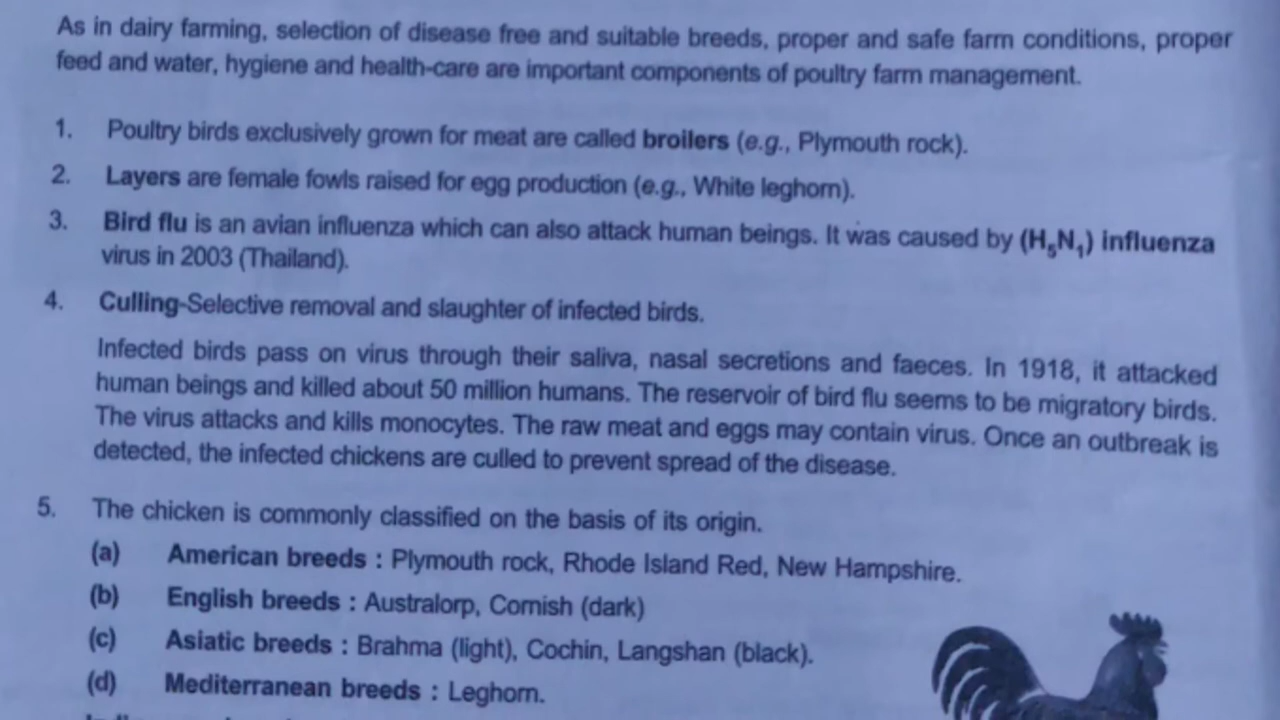 As in dairy farming, selection of disease free and suitable breeds, proper and safe farm conditions, proper
feed and water, hygiene and health-care are important components of poultry farm management.
1. Poultry birds exclusively grown for meat are called broilers (e.g., Plymouth rock).
2. Layers are female fowls raised for egg production (e.g., White leghorn).
3. Bird flu is an avian influenza which can also attack human beings. It was caused by (H₅N₁) influenza
virus in 2003 (Thailand).
4. Culling-Selective removal and slaughter of infected birds.
Infected birds pass on virus through their saliva, nasal secretions and faeces. In 1918, it attacked
human beings and killed about 50 million humans. The reservoir of bird flu seems to be migratory birds.
The virus attacks and kills monocytes. The raw meat and eggs may contain virus. Once an outbreak is
detected, the infected chickens are culled to prevent spread of the disease.
5. The chicken is commonly classified on the basis of its origin.
(a) American breeds : Plymouth rock, Rhode Island Red, New Hampshire.
(b) English breeds : Australorp, Cornish (dark)
(c) Asiatic breeds : Brahma (light), Cochin, Langshan (black).
(d) Mediterranean breeds : Leghorn.